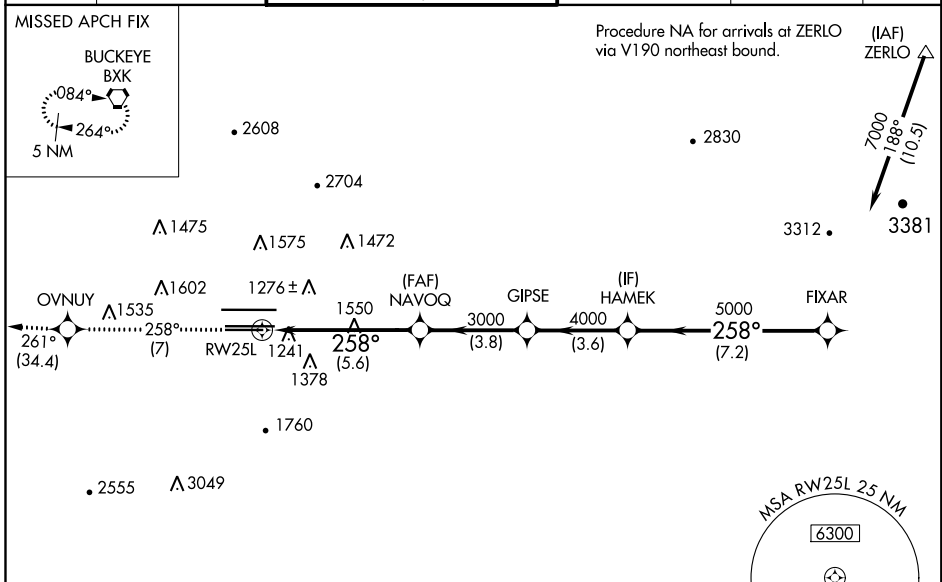 MISSED APCH FIX
BUCKEYE
BXK
084°
264°
5 NM
Procedure NA for arrivals at ZERLO
via V190 northeast bound.
(IAF)
ZERLO
7000
188°
(10.5)
2608
2830
2704
3381
3312
1475
1575
1472
1602
1276 ±
(FAF)
NAVOQ
GIPSE
(IF)
HAMEK
FIXAR
OVNUY
1535
1550
3000
4000
5000
261°
(34.4)
258°
(7)
RW25L
1241
258°
(5.6)
(3.8)
(3.6)
258°
(7.2)
1378
1760
2555
3049
MSA RW25L 25 NM
6300